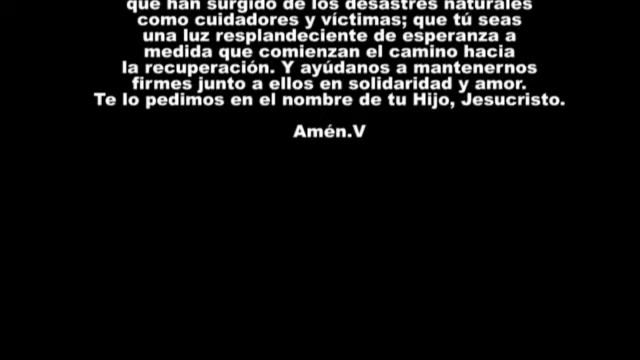 que han surgido de los desastres naturales
como cuidadores y víctimas; que tú seas
una luz resplandeciente de esperanza a
medida que comienzan el camino hacia
la recuperación. Y ayúdanos a mantenernos
firmes junto a ellos en solidaridad y amor.
Te lo pedimos en el nombre de tu Hijo, Jesucristo.
Amén.V